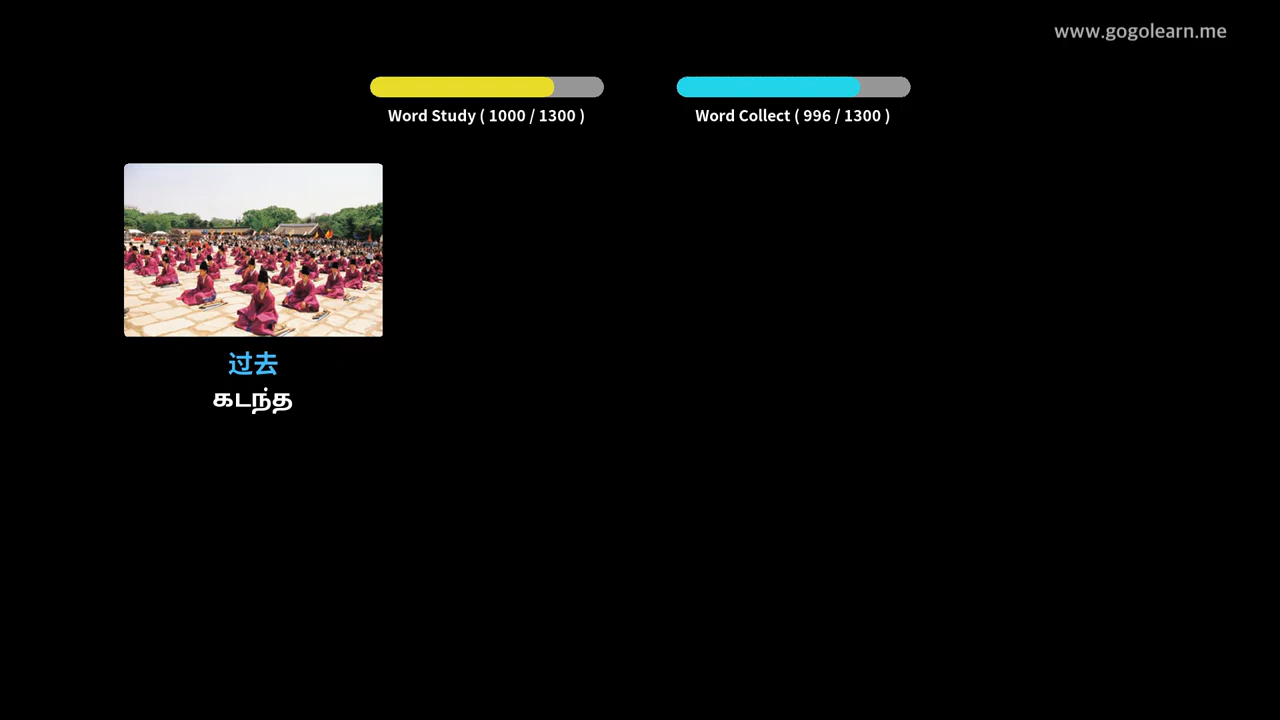 www.gogolearn.me
Word Study ( 1000 / 1300 )
Word Collect ( 996 / 1300 )
过去
கடந்த